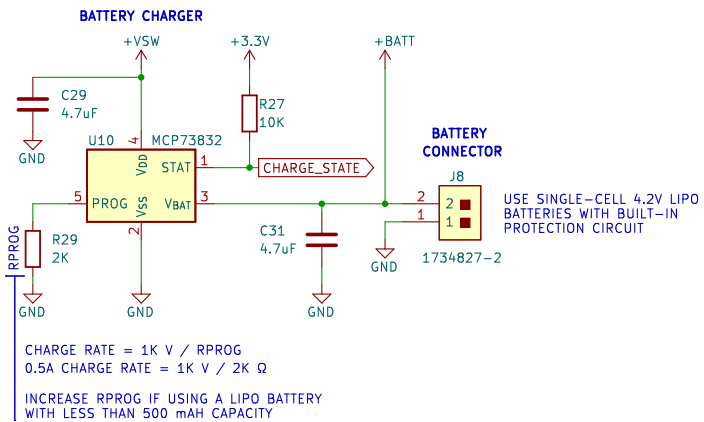 BATTERY CHARGER
+VSW
+3.3V
+BATT
C29
4.7uF
GND
R27
10K
U10
MCP73832
4
VDD
STAT
1
CHARGE_STATE
BATTERY
CONNECTOR
J8
5
PROG
VSS
VBAT
3
2
2
2
1
1
USE SINGLE-CELL 4.2V LIPO
BATTERIES WITH BUILT-IN
PROTECTION CIRCUIT
RPROG
R29
2K
C31
4.7uF
GND
1734827-2
GND
GND
GND
CHARGE RATE = 1K V / RPROG
0.5A CHARGE RATE = 1K V / 2K Ω
INCREASE RPROG IF USING A LIPO BATTERY
WITH LESS THAN 500 mAH CAPACITY